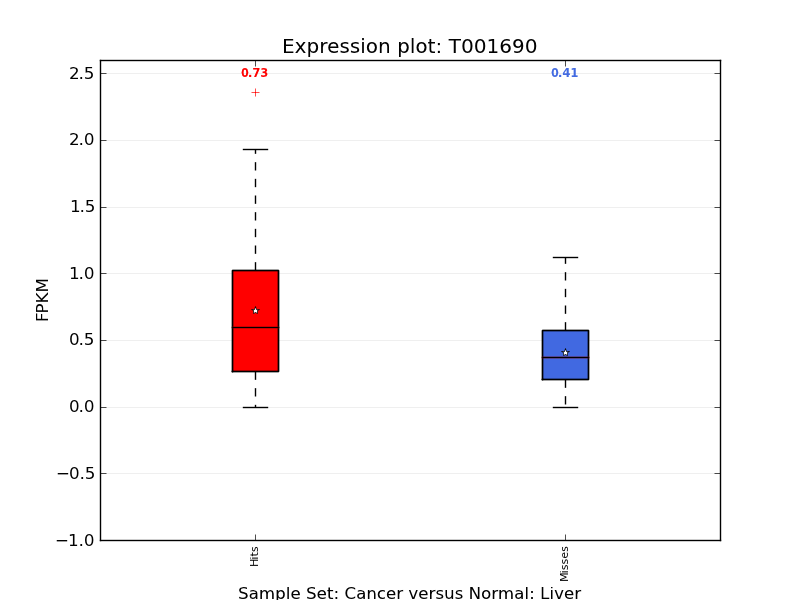 Expression plot: T001690
0.73 0.41
2.5
2.0
1.5
1.0
0.5
0.0
−0.5
−1.0
FPKM
Hits Misses
Sample Set: Cancer versus Normal: Liver